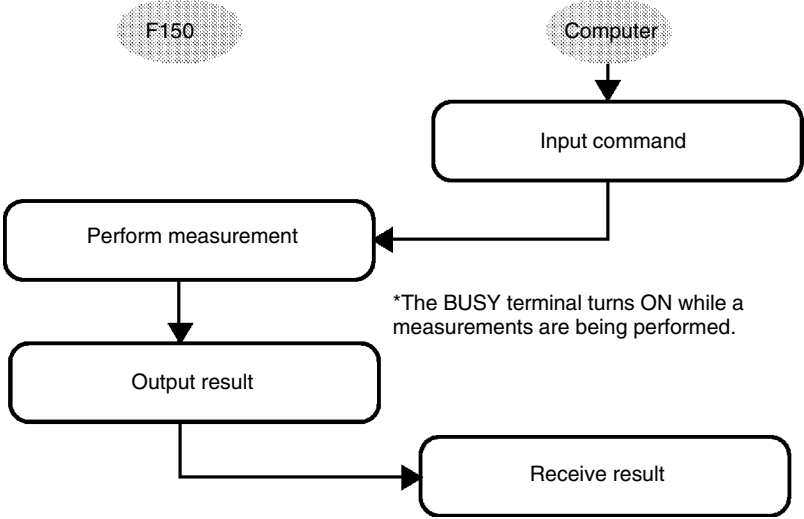 F150
Computer
Input command
Perform measurement
*The BUSY terminal turns ON while a
measurements are being performed.
Output result
Receive result